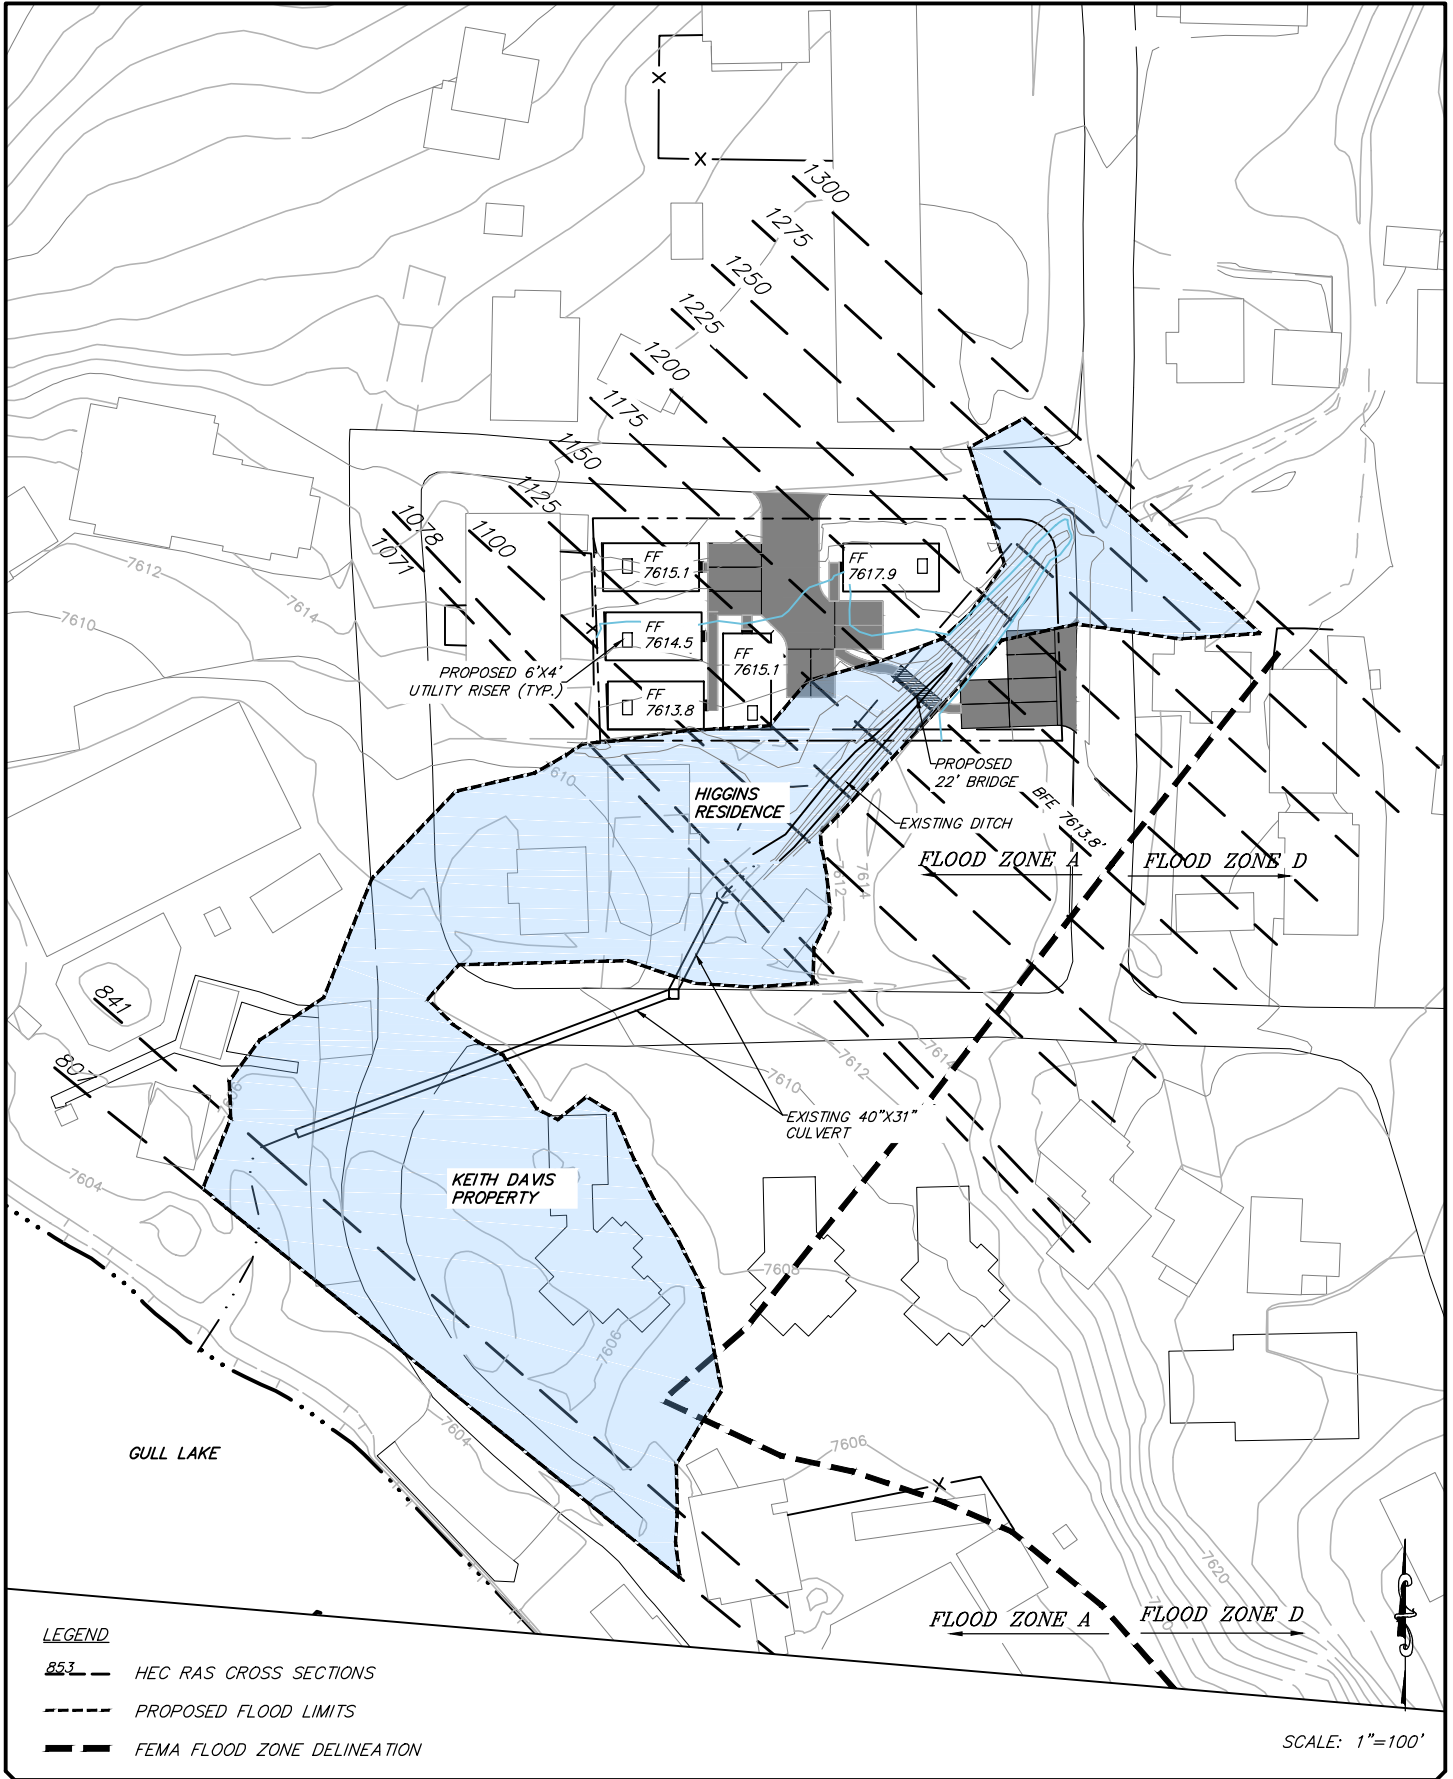 1300
1275
1250
1225
1200
1175
1150
1125
1100
1078
1071
7612
7614
7610
FF
7615.1
FF
7617.9
FF
7614.5
FF
7615.1
FF
7613.8
PROPOSED 6'X4'
UTILITY RISER (TYP.)
PROPOSED
22' BRIDGE
BFE 7613.8'
HIGGINS
RESIDENCE
EXISTING DITCH
FLOOD ZONE A
FLOOD ZONE D
7612
7614
841
807
7614
7612
7610
EXISTING 40"X31"
CULVERT
KEITH DAVIS
PROPERTY
7604
7608
7606
7604
7606
GULL LAKE
7620
FLOOD ZONE A
FLOOD ZONE D
LEGEND
853
HEC RAS CROSS SECTIONS
PROPOSED FLOOD LIMITS
FEMA FLOOD ZONE DELINEATION
SCALE: 1"=100'